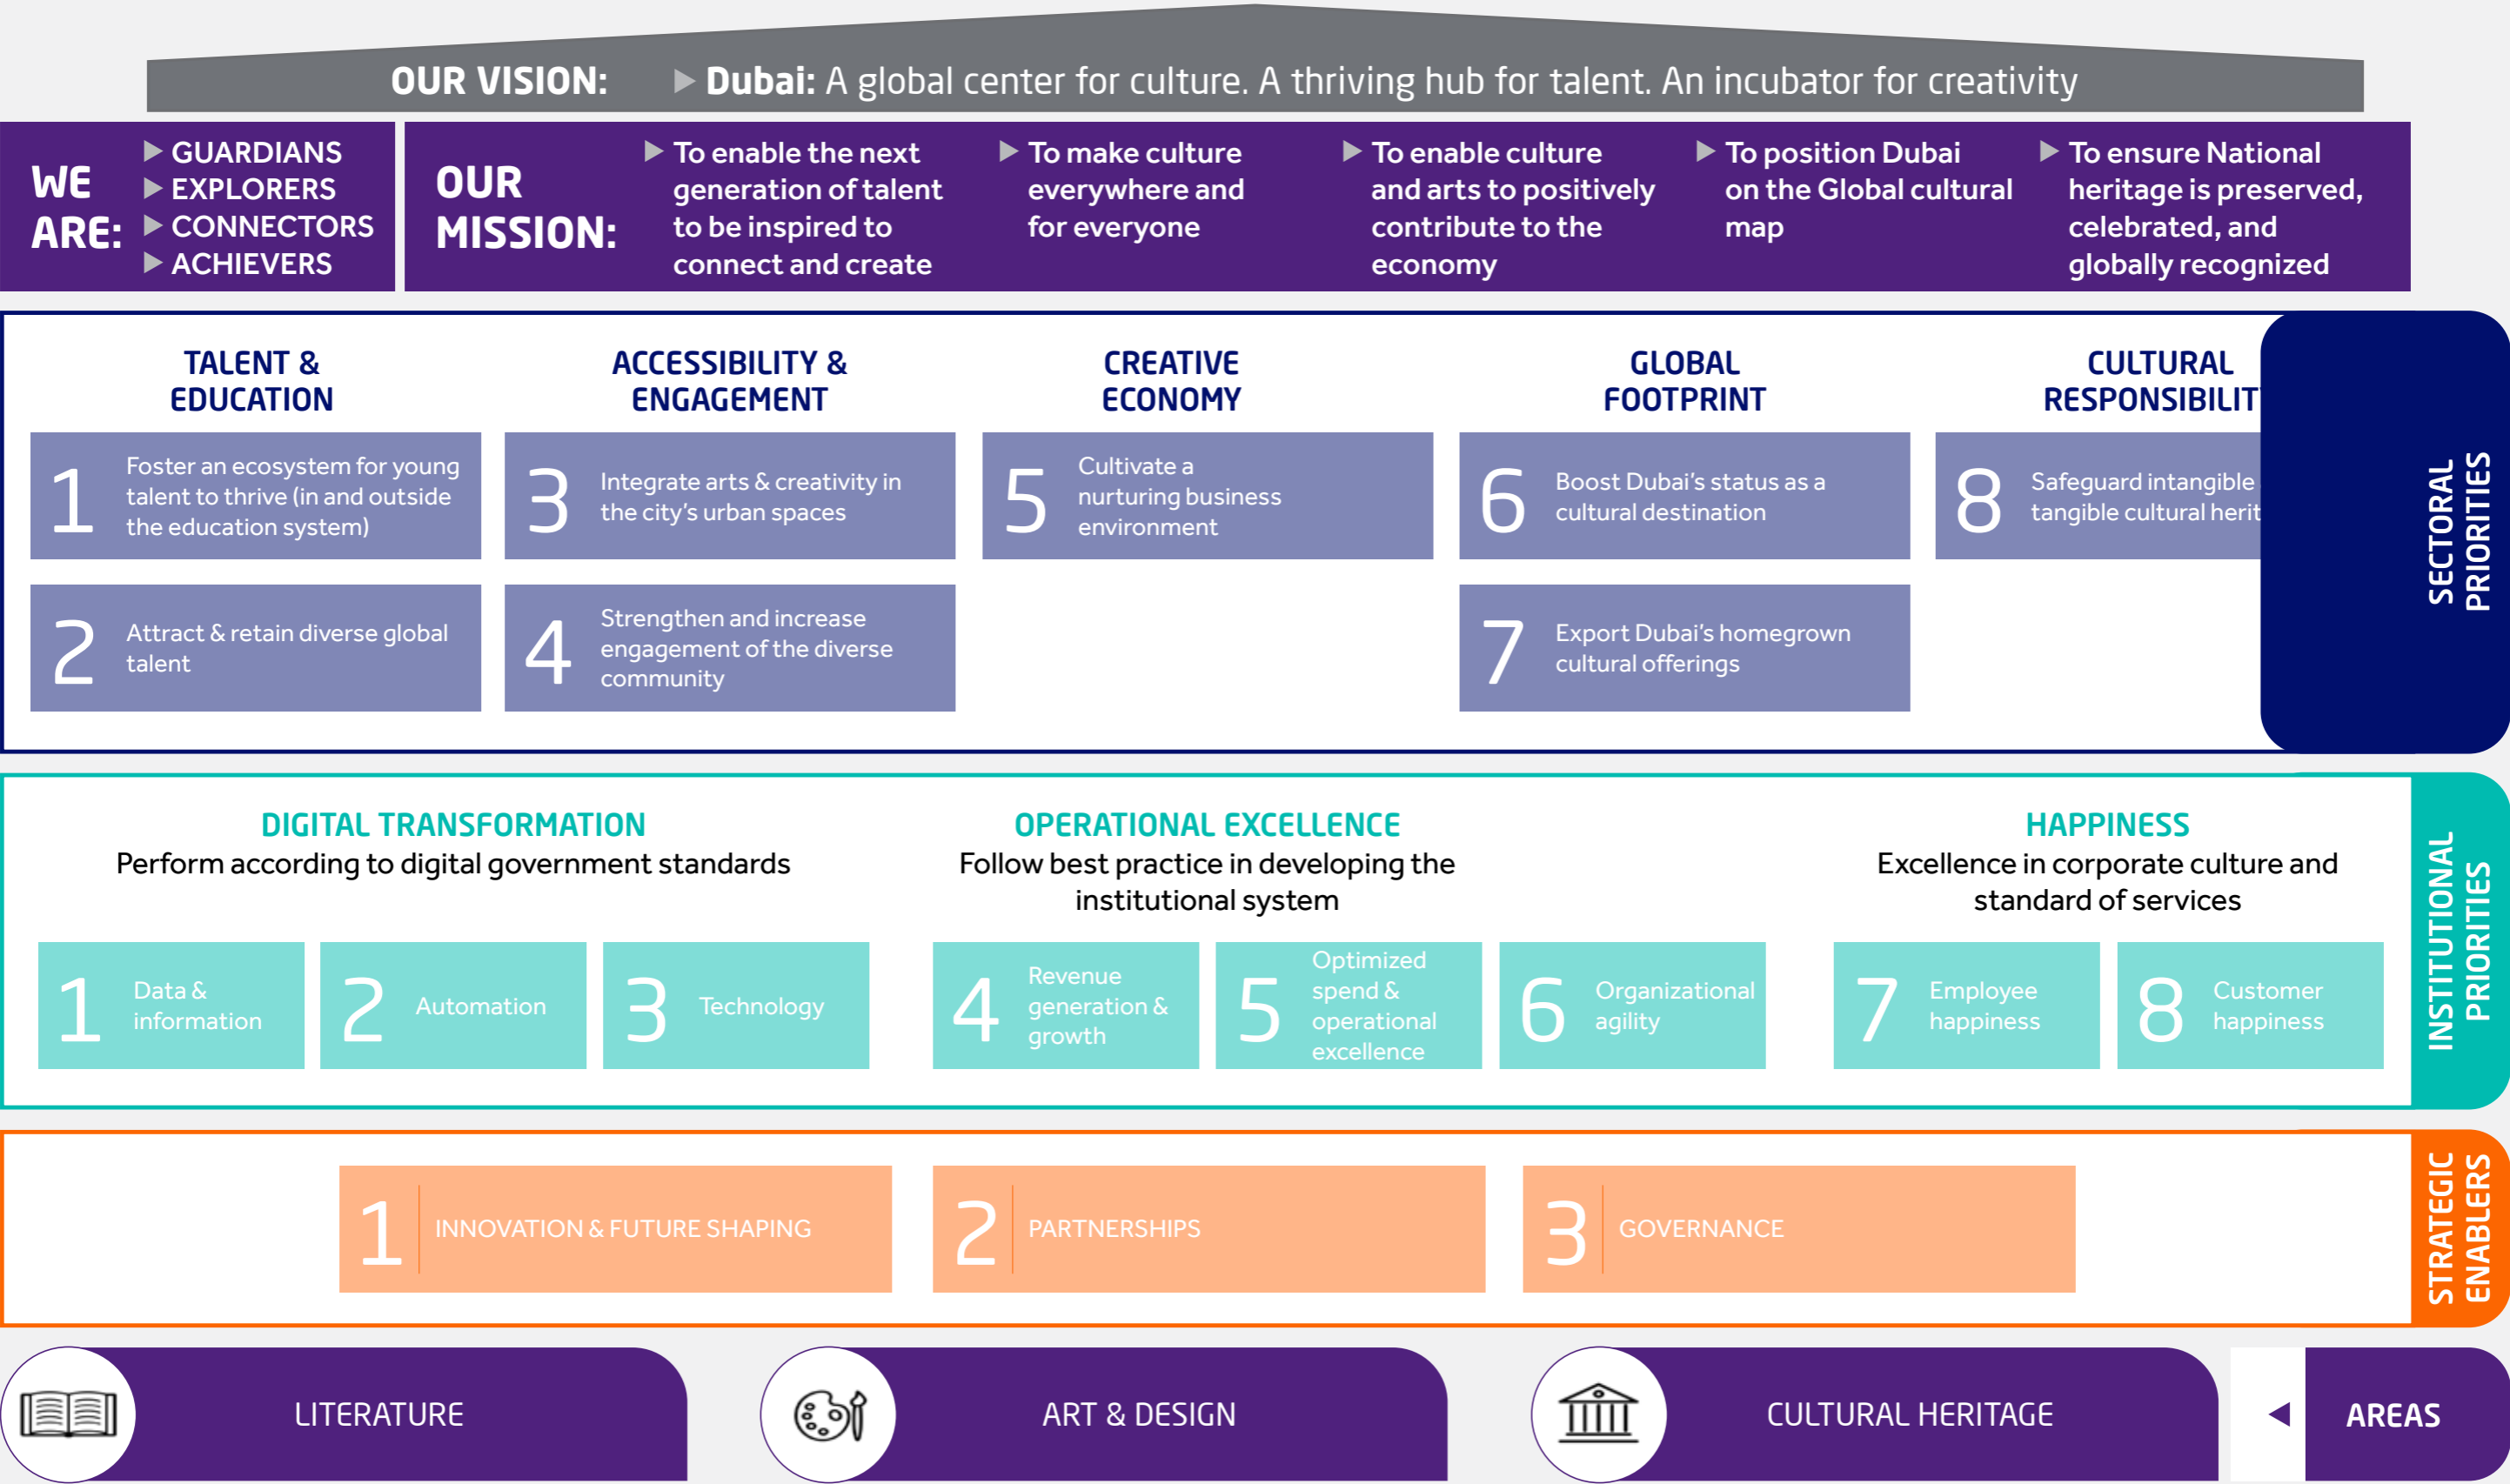 OUR VISION: ▶ Dubai: A global center for culture. A thriving hub for talent. An incubator for creativity
WE
ARE:
▶ GUARDIANS
▶ EXPLORERS
▶ CONNECTORS
▶ ACHIEVERS
OUR
MISSION:
▶ To enable the next
generation of talent
to be inspired to
connect and create
▶ To make culture
everywhere and
for everyone
▶ To enable culture
and arts to positively
contribute to the
economy
▶ To position Dubai
on the Global cultural
map
▶ To ensure National
heritage is preserved,
celebrated, and
globally recognized
SECTORAL
PRIORITIES
TALENT &
EDUCATION
1
Foster an ecosystem for young
talent to thrive (in and outside
the education system)
2
Attract & retain diverse global
talent
ACCESSIBILITY &
ENGAGEMENT
3
Integrate arts & creativity in
the city's urban spaces
4
Strengthen and increase
engagement of the diverse
community
CREATIVE
ECONOMY
5
Cultivate a
nurturing business
environment
GLOBAL
FOOTPRINT
6
Boost Dubai's status as a
cultural destination
7
Export Dubai's homegrown
cultural offerings
CULTURAL
8
Safeguard intangible
tangible cultural
INSTITUTIONAL
PRIORITIES
DIGITAL TRANSFORMATION
Perform according to digital government standards
1
Data &
information
2
Automation
3
Technology
OPERATIONAL EXCELLENCE
Follow best practice in developing the
institutional system
4
Revenue
generation &
growth
5
Optimized
spend &
operational
excellence
6
Organizational
agility
HAPPINESS
Excellence in corporate culture and
standard of services
7
Employee
happiness
8
Customer
happiness
STRATEGIC
ENABLERS
1
INNOVATION & FUTURE SHAPING
2
PARTNERSHIPS
3
GOVERNANCE
LITERATURE
ART & DESIGN
CULTURAL HERITAGE
AREAS